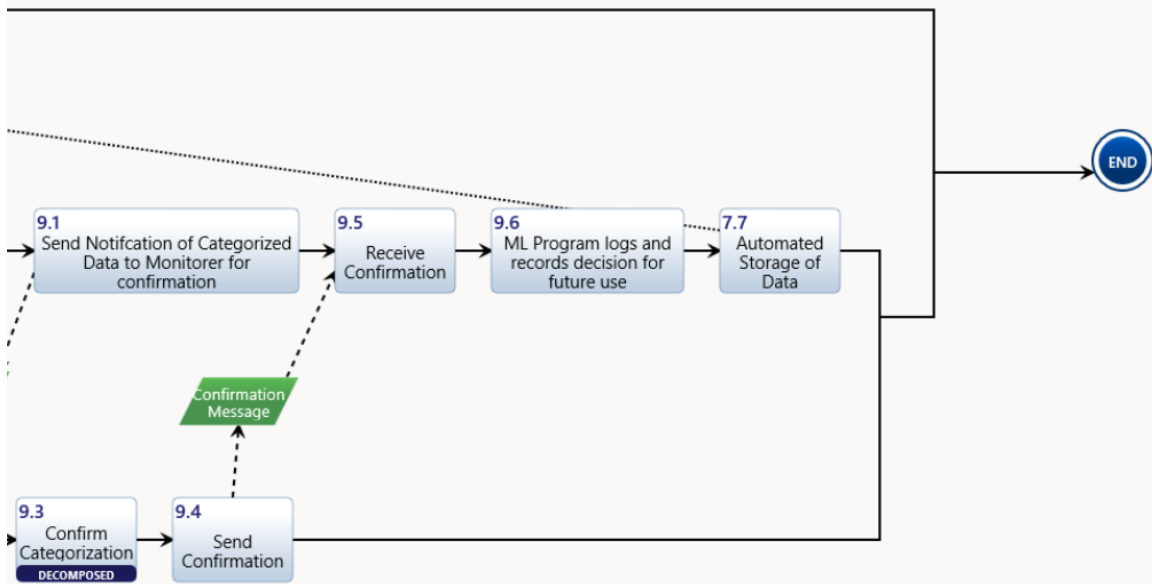 END
9.1
Send Notifcation of Categorized
Data to Monitorer for
confirmation
9.5
Receive
Confirmation
9.6
ML Program logs and
records decision for
future use
7.7
Automated
Storage of
Data
Confirmation
Message
9.3
Confirm
Categorization
DECOMPOSED
9.4
Send
Confirmation